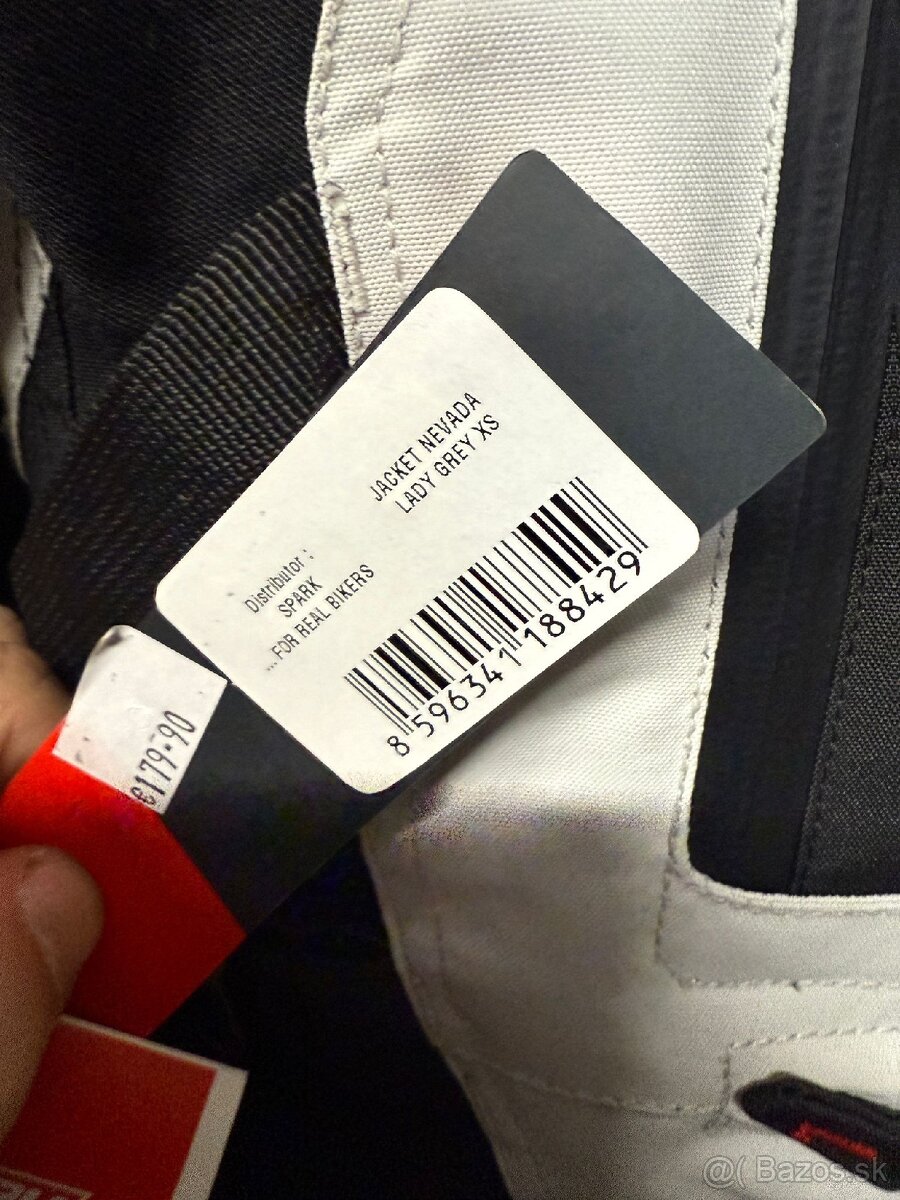 JACKET NEVADA
LADY GREY XS
Distributor :
SPARK
... FOR REAL BIKERS
8 596341 188429
€179-90
@( Bazos.sk